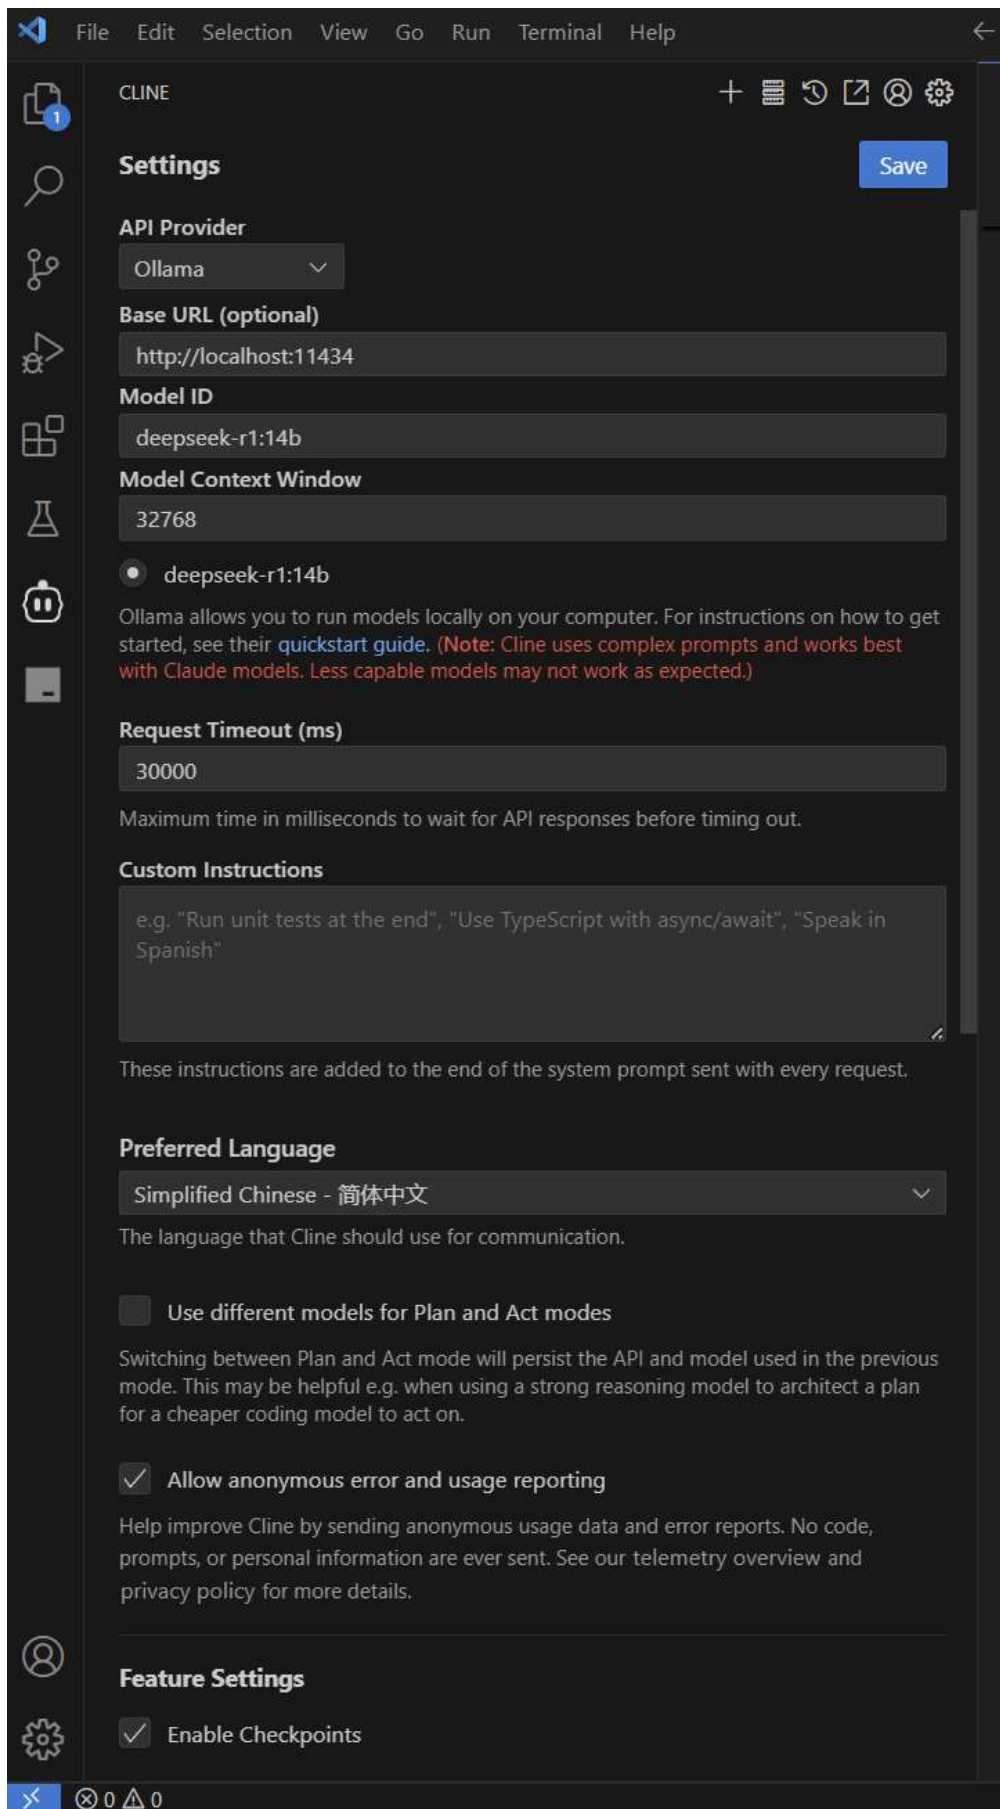 File Edit Selection View Go Run Terminal Help
1
CLINE
Settings
Save
API Provider
Ollama
Base URL (optional)
http://localhost:11434
Model ID
deepseek-r1:14b
Model Context Window
32768
deepseek-r1:14b
Ollama allows you to run models locally on your computer. For instructions on how to get
started, see their quickstart guide. (Note: Cline uses complex prompts and works best
with Claude models. Less capable models may not work as expected.)
Request Timeout (ms)
30000
Maximum time in milliseconds to wait for API responses before timing out.
Custom Instructions
e.g. "Run unit tests at the end", "Use TypeScript with async/await", "Speak in
Spanish"
These instructions are added to the end of the system prompt sent with every request.
Preferred Language
Simplified Chinese - 简体中文
The language that Cline should use for communication.
Use different models for Plan and Act modes
Switching between Plan and Act mode will persist the API and model used in the previous
mode. This may be helpful e.g. when using a strong reasoning model to architect a plan
for a cheaper coding model to act on.
Allow anonymous error and usage reporting
Help improve Cline by sending anonymous usage data and error reports. No code,
prompts, or personal information are ever sent. See our telemetry overview and
privacy policy for more details.
Feature Settings
Enable Checkpoints
0 0